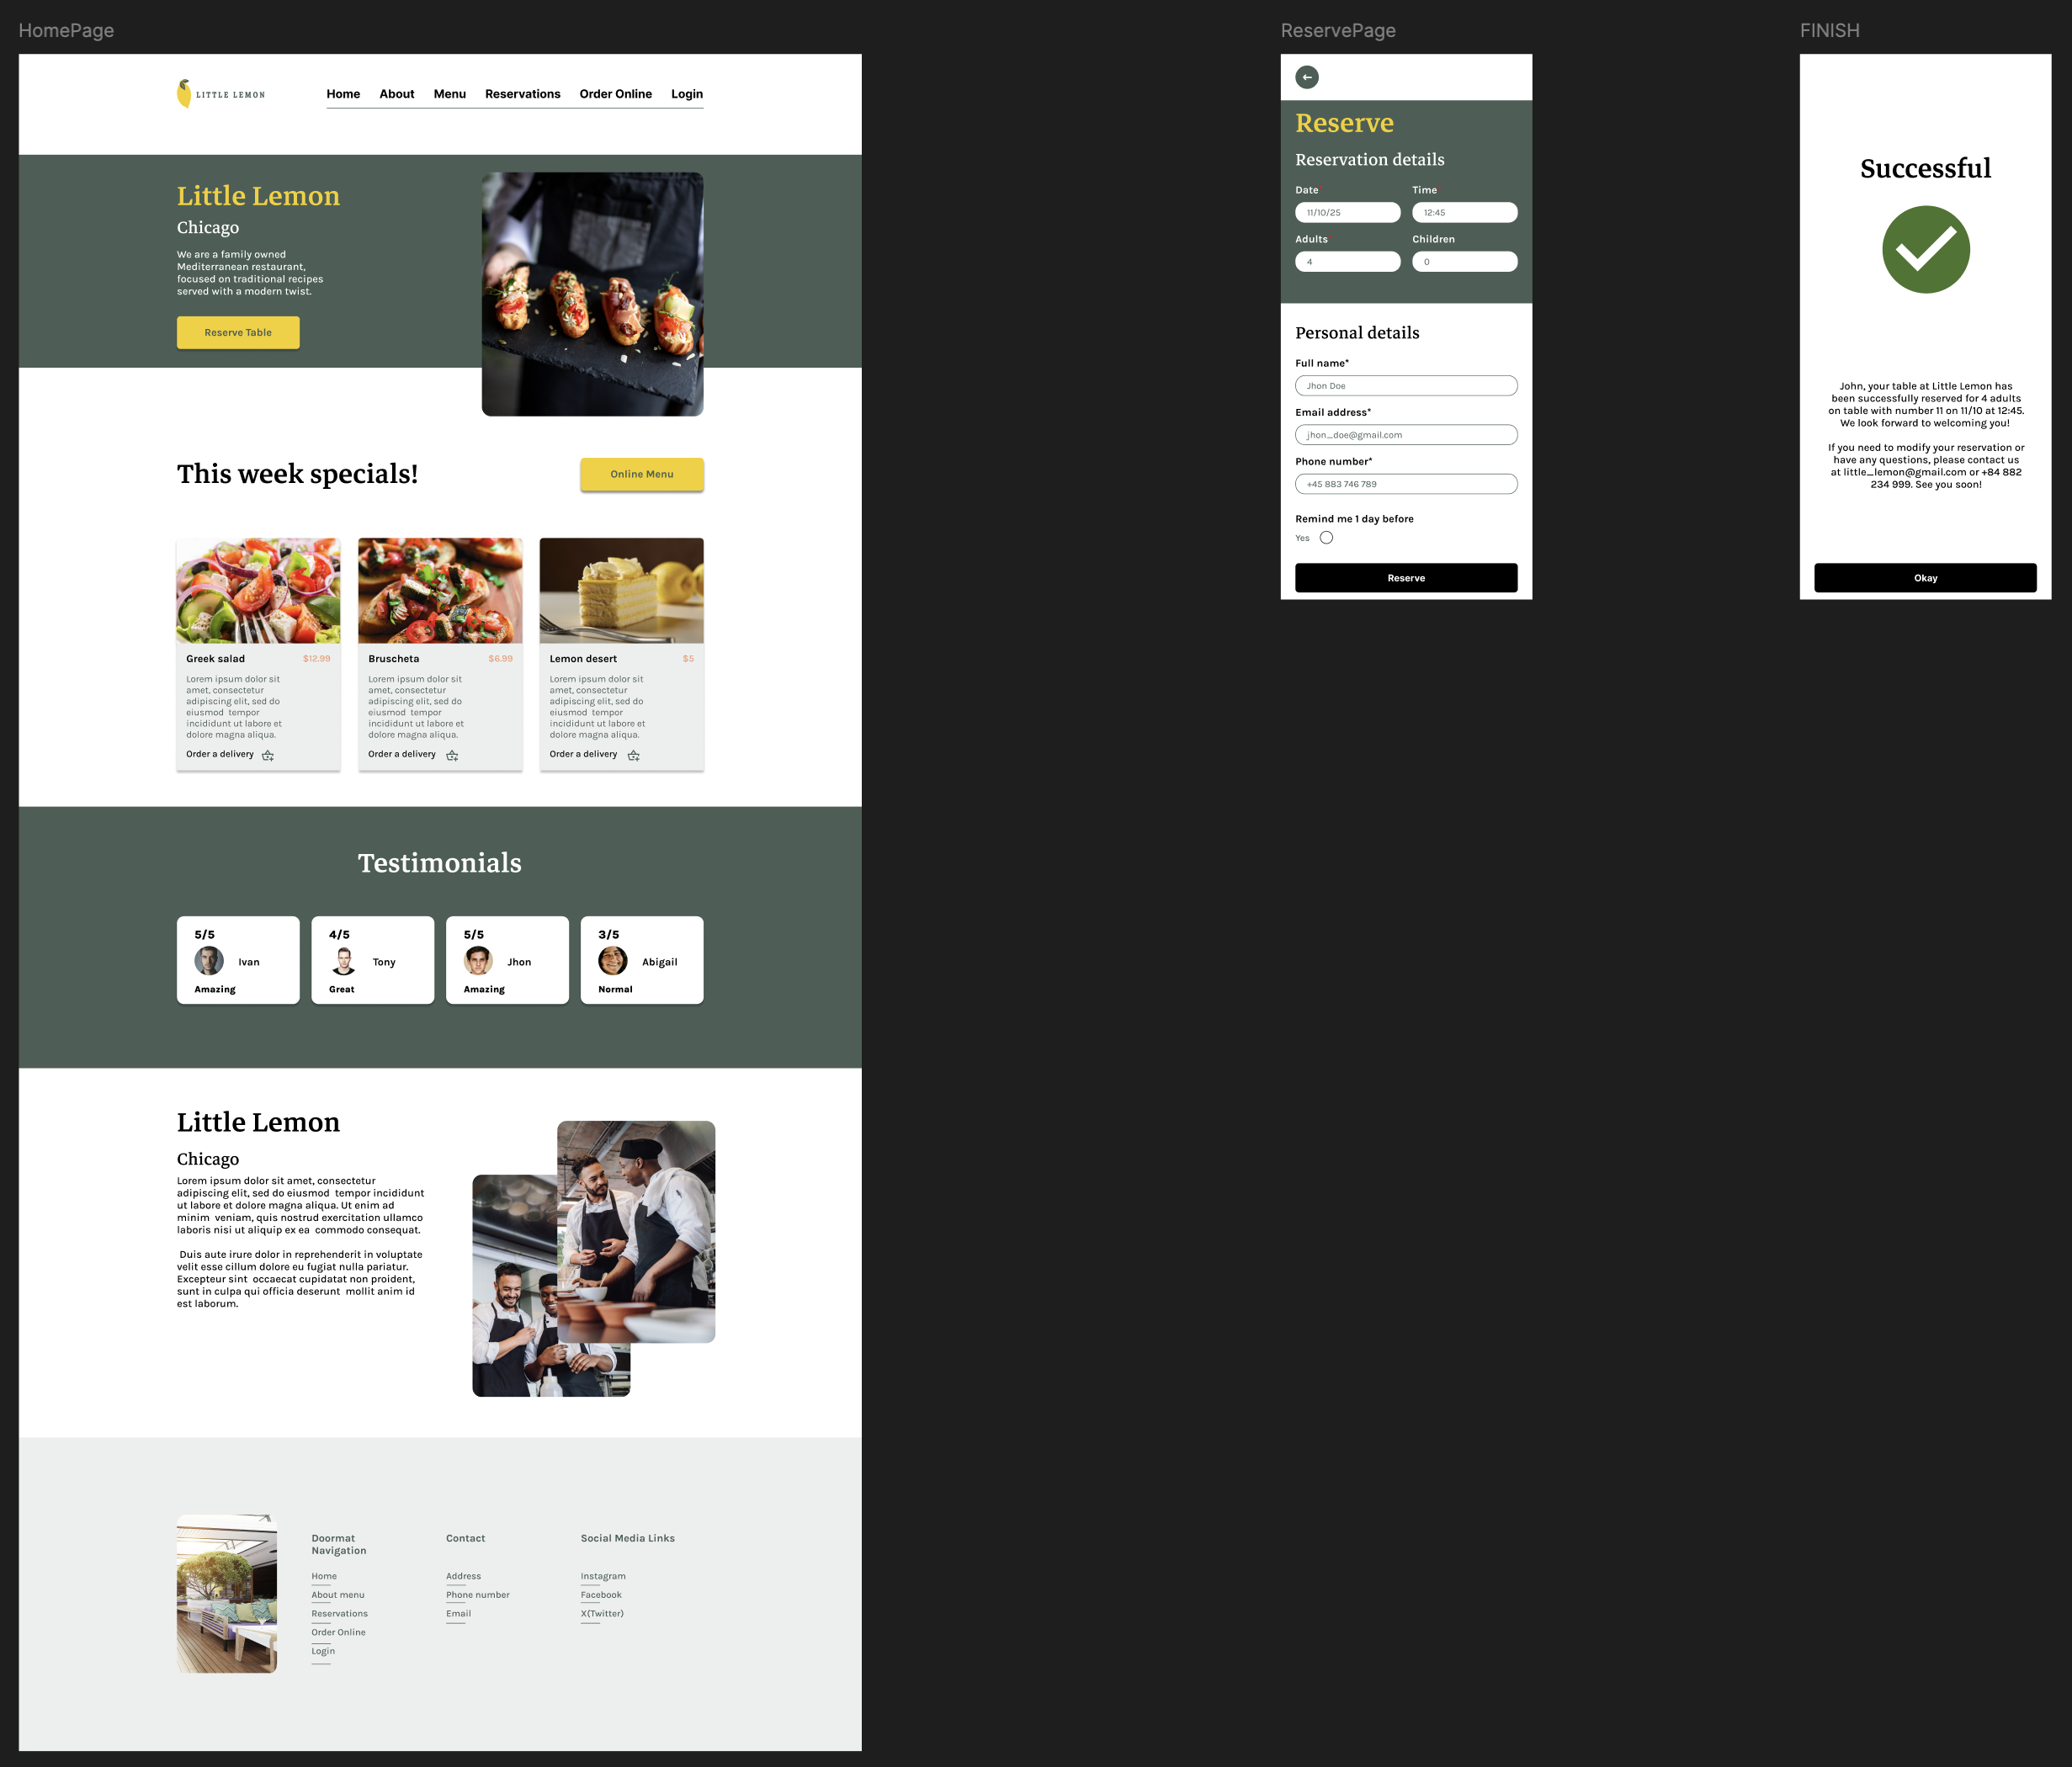 HomePage
LITTLE LEMON
Home About Menu Reservations Order Online Login
Little Lemon
Chicago
We are a family owned
Mediterranean restaurant,
focused on traditional recipes
served with a modern twist.
Reserve Table
This week specials!
Online Menu
Greek salad $12.99
Lorem ipsum dolor sit
amet, consectetur
adipiscing elit, sed do
eiusmod  tempor
incididunt ut labore et
dolore magna aliqua.
Order a delivery
Bruscheta $6.99
Lorem ipsum dolor sit
amet, consectetur
adipiscing elit, sed do
eiusmod  tempor
incididunt ut labore et
dolore magna aliqua.
Order a delivery
Lemon desert $5
Lorem ipsum dolor sit
amet, consectetur
adipiscing elit, sed do
eiusmod  tempor
incididunt ut labore et
dolore magna aliqua.
Order a delivery
Testimonials
5/5
Ivan
Amazing
4/5
Tony
Great
5/5
Jhon
Amazing
3/5
Abigail
Normal
Little Lemon
Chicago
Lorem ipsum dolor sit amet, consectetur
adipiscing elit, sed do eiusmod  tempor incididunt
ut labore et dolore magna aliqua. Ut enim ad
minim  veniam, quis nostrud exercitation ullamco
laboris nisi ut aliquip ex ea  commodo consequat.
Duis aute irure dolor in reprehenderit in voluptate
velit esse cillum dolore eu fugiat nulla pariatur.
Excepteur sint  occaecat cupidatat non proident,
sunt in culpa qui officia deserunt  mollit anim id
est laborum.
Doormat
Navigation
Home
About menu
Reservations
Order Online
Login
Contact
Address
Phone number
Email
Social Media Links
Instagram
Facebook
X(Twitter)
ReservePage
Reserve
Reservation details
Date* Time*
11/10/25 12:45
Adults* Children
4 0
Personal details
Full name*
Jhon Doe
Email address*
jhon_doe@gmail.com
Phone number*
+45 883 746 789
Remind me 1 day before
Yes
Reserve
FINISH
Successful
John, your table at Little Lemon has
been successfully reserved for 4 adults
on table with number 11 on 11/10 at 12:45.
We look forward to welcoming you!
If you need to modify your reservation or
have any questions, please contact us
at little_lemon@gmail.com or +84 882
234 999. See you soon!
Okay